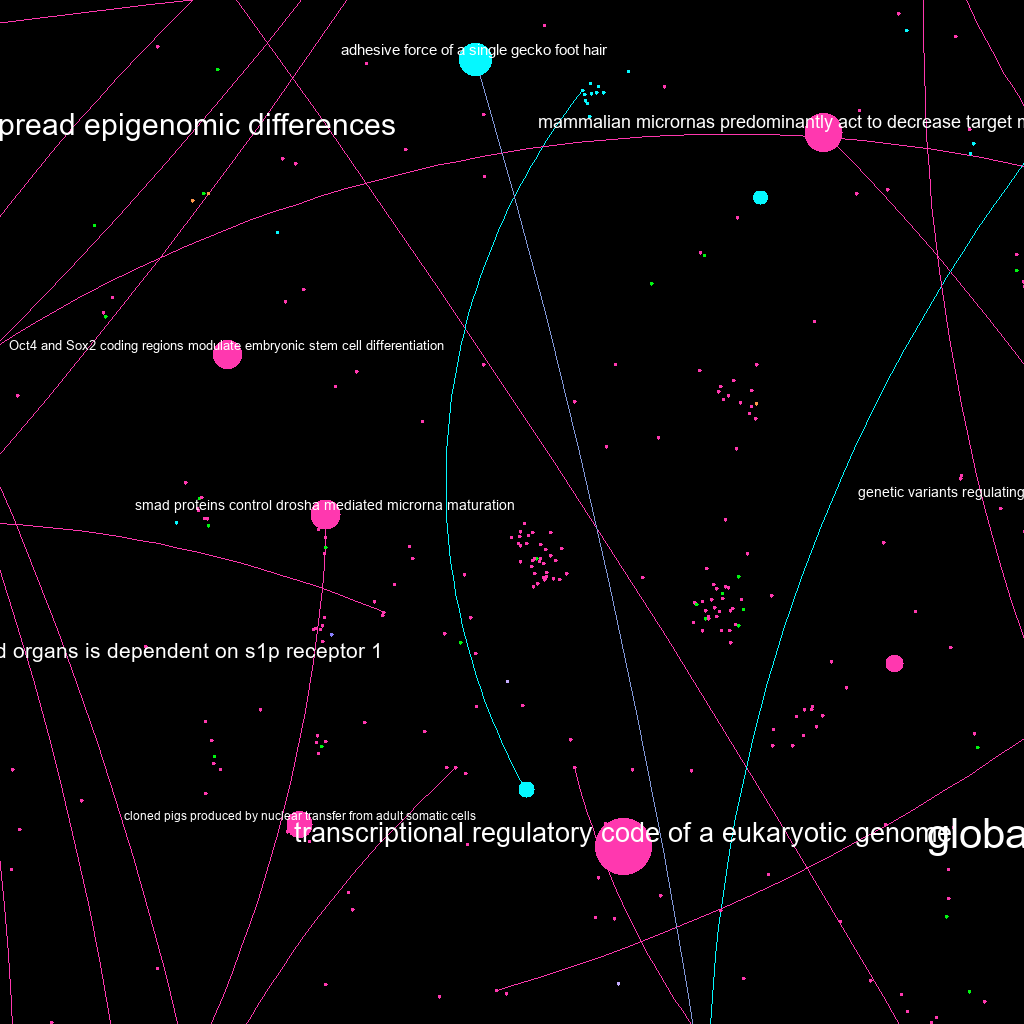 adhesive force of a single gecko foot hair
pread epigenomic differences
mammalian micrornas predominantly act to decrease target
Oct4 and Sox2 coding regions modulate embryonic stem cell differentiation
genetic variants regulating
smad proteins control drosha mediated microrna maturation
organs is dependent on s1p receptor 1
cloned pigs produced by nuclear transfer from adult somatic cells
transcriptional regulatory code of a eukaryotic genome
globa